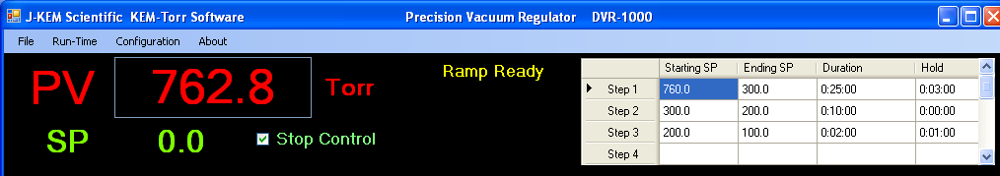 J-KEM Scientific KEM-Torr Software Precision Vacuum Regulator DVR-1000
File Run-Time Configuration About
PV 762.8 Torr
SP 0.0 Stop Control
Ramp Ready
Starting SP Ending SP Duration Hold
Step 1 760.0 300.0 0:25:00 0:03:00
Step 2 300.0 200.0 0:10:00 0:00:00
Step 3 200.0 100.0 0:02:00 0:01:00
Step 4